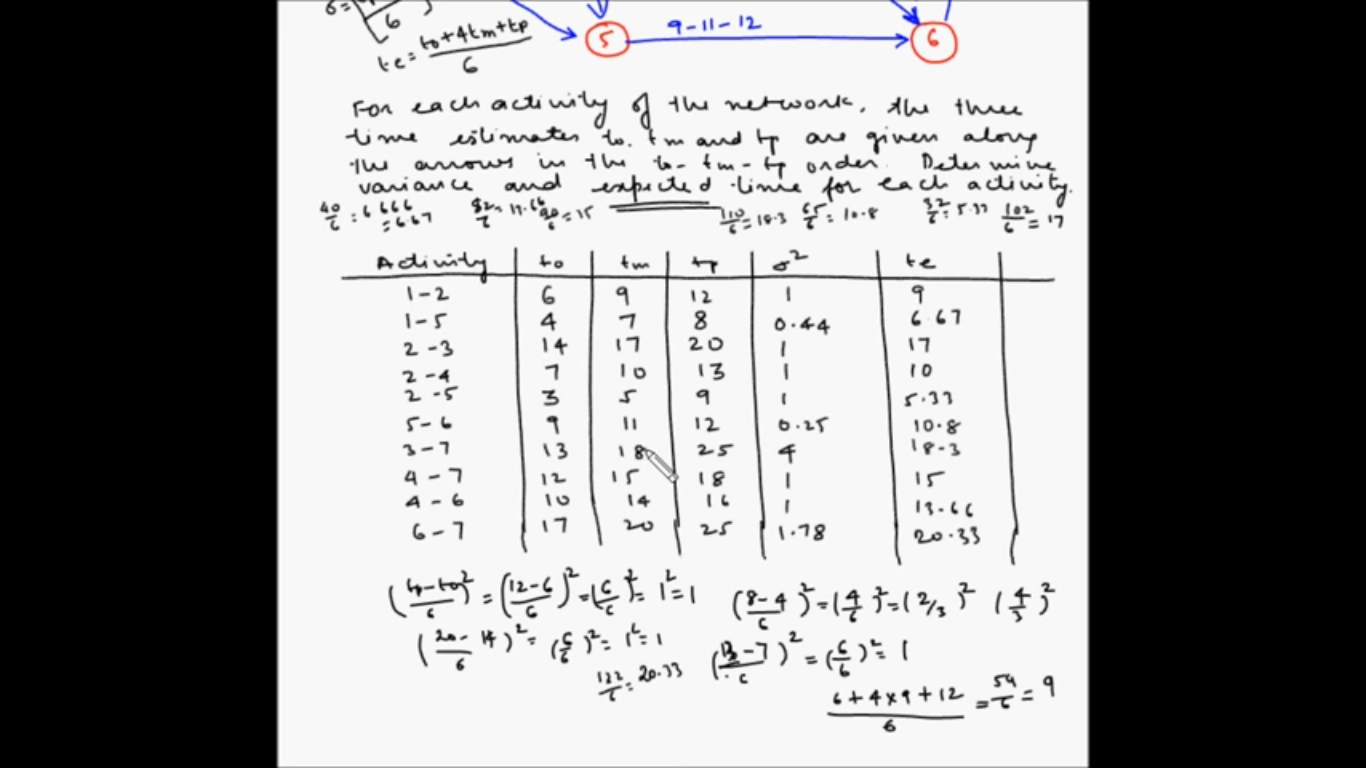 σ =
6
te = to+4tm+tp
6
5
9-11-12
6
For each activity of the network, the three
time estimates to, tm and tp are given along
the arrows in the to-tm-tp order. Determine
variance and expected time for each activity.
40/6 = 6.666 = 6.67 82/6 = 13.66 90/6 = 15 110/6 = 18.3 65/6 = 10.8 32/6 = 5.33 102/6 = 17
Activity to tm tp σ² te
1-2 6 9 12 1 9
1-5 4 7 8 0.44 6.67
2-3 14 17 20 1 17
2-4 7 10 13 1 10
2-5 3 5 9 1 5.33
5-6 9 11 12 0.25 10.8
3-7 13 18 25 4 18.3
4-7 12 15 18 1 15
4-6 10 14 16 1 13.66
6-7 17 20 25 1.78 20.33
(tp-to/6)² = (12-6/6)² = (6/6)² = 1² = 1 (8-4/6)² = (4/6)² = (2/3)² (4/3)²
(20-14/6)² = (6/6)² = 1² = 1 (13-7/6)² = (6/6)² = 1
122/6 = 20.33
6+4×9+12/6 = 54/6 = 9